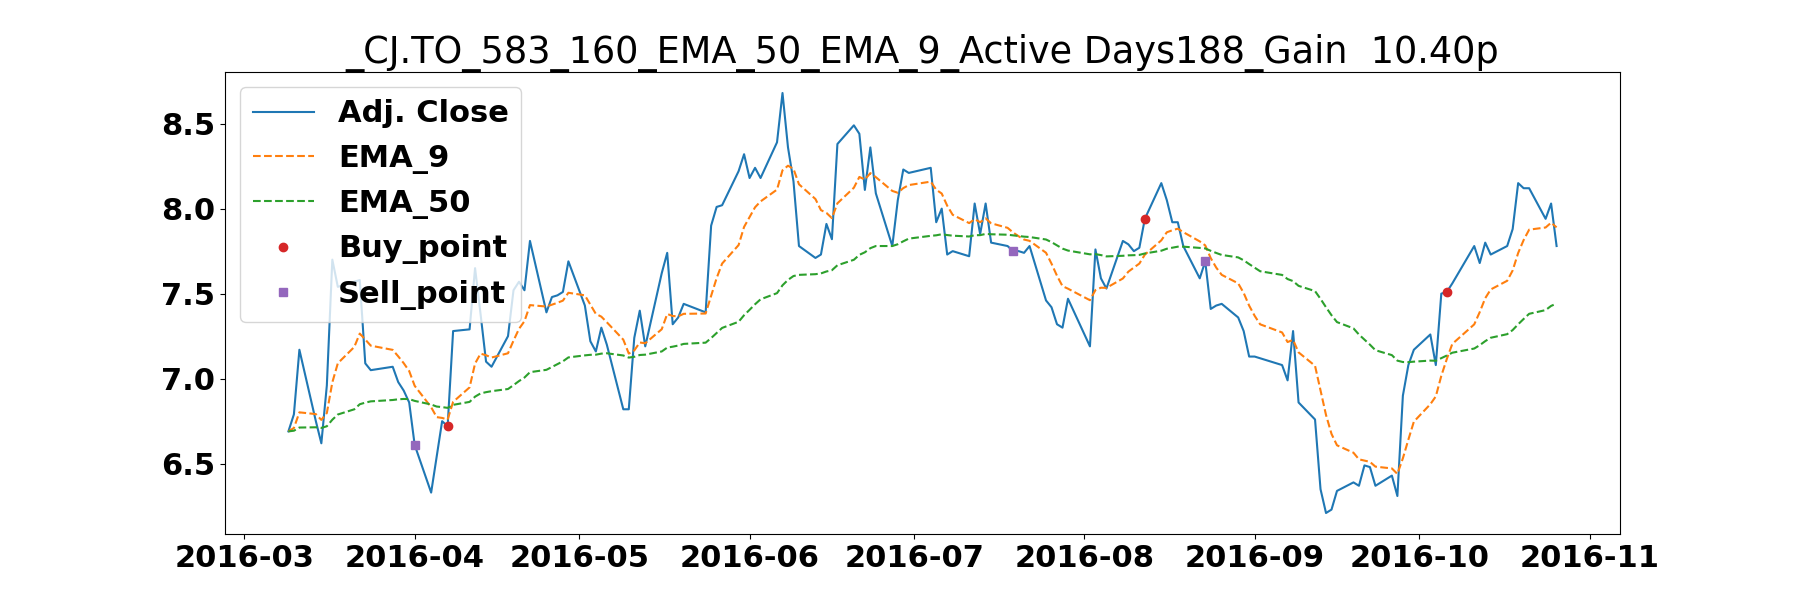 _CJ.TO_583_160_EMA_50_EMA_9_Active Days188_Gain  10.40p
Adj. Close
EMA_9
EMA_50
Buy_point
Sell_point
8.5
8.0
7.5
7.0
6.5
2016-03 2016-04 2016-05 2016-06 2016-07 2016-08 2016-09 2016-10 2016-11